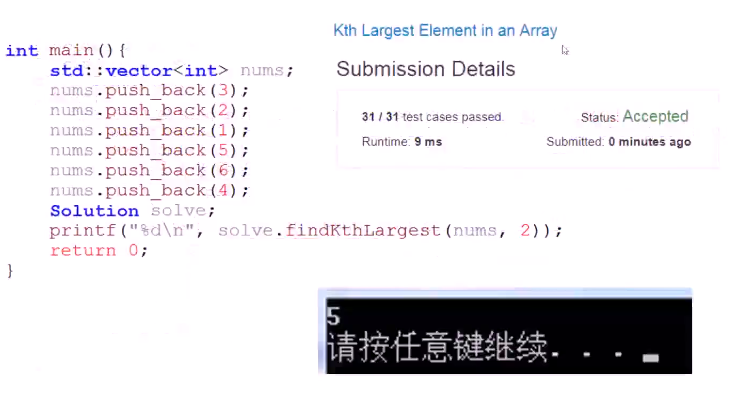 Kth Largest Element in an Array
int main(){
std::vector<int> nums;
Submission Details
nums.push_back(3);
nums.push_back(2);
31 / 31 test cases passed. Status: Accepted
nums.push_back(1);
Runtime: 9 ms Submitted: 0 minutes ago
nums.push_back(5);
nums.push_back(6);
nums.push_back(4);
Solution solve;
printf("%d\n", solve.findKthLargest(nums, 2));
return 0;
}
5
请按任意键继续. . .